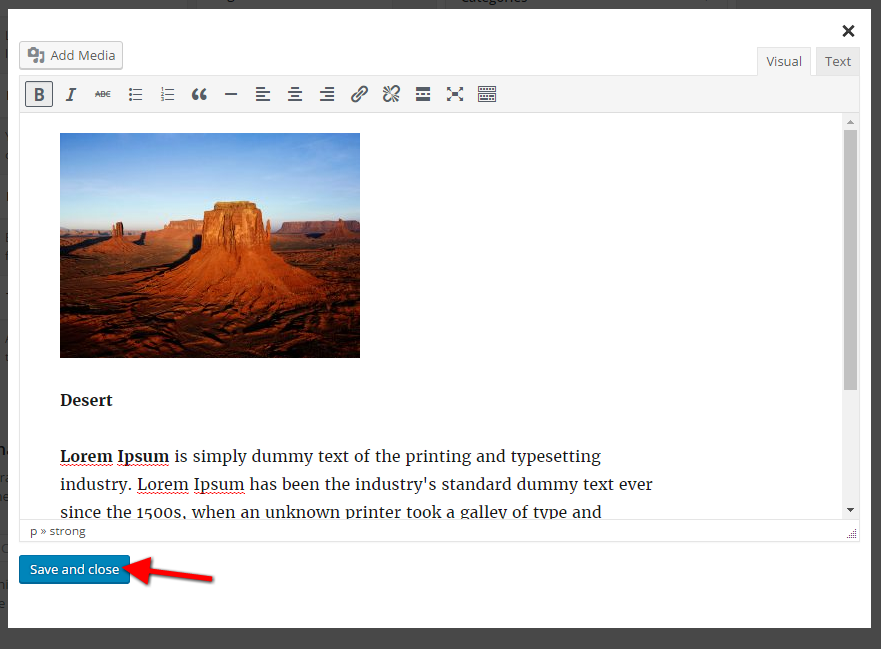 Add Media
Visual
Text
B
I
ABC
Desert
Lorem Ipsum is simply dummy text of the printing and typesetting
industry. Lorem Ipsum has been the industry's standard dummy text ever
since the 1500s, when an unknown printer took a galley of type and
p » strong
Save and close